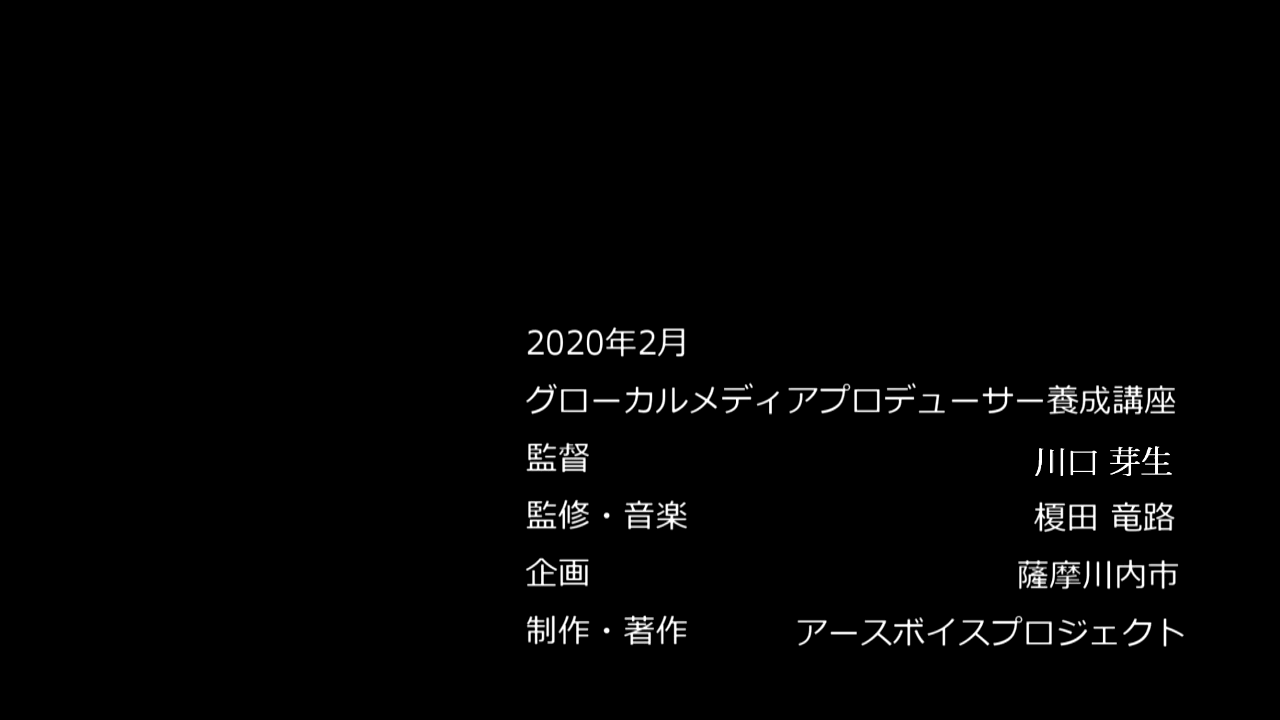 2020年2月
グローカルメディアプロデューサー養成講座
監督 川口 芽生
監修・音楽 榎田 竜路
企画 薩摩川内市
制作・著作 アースボイスプロジェクト